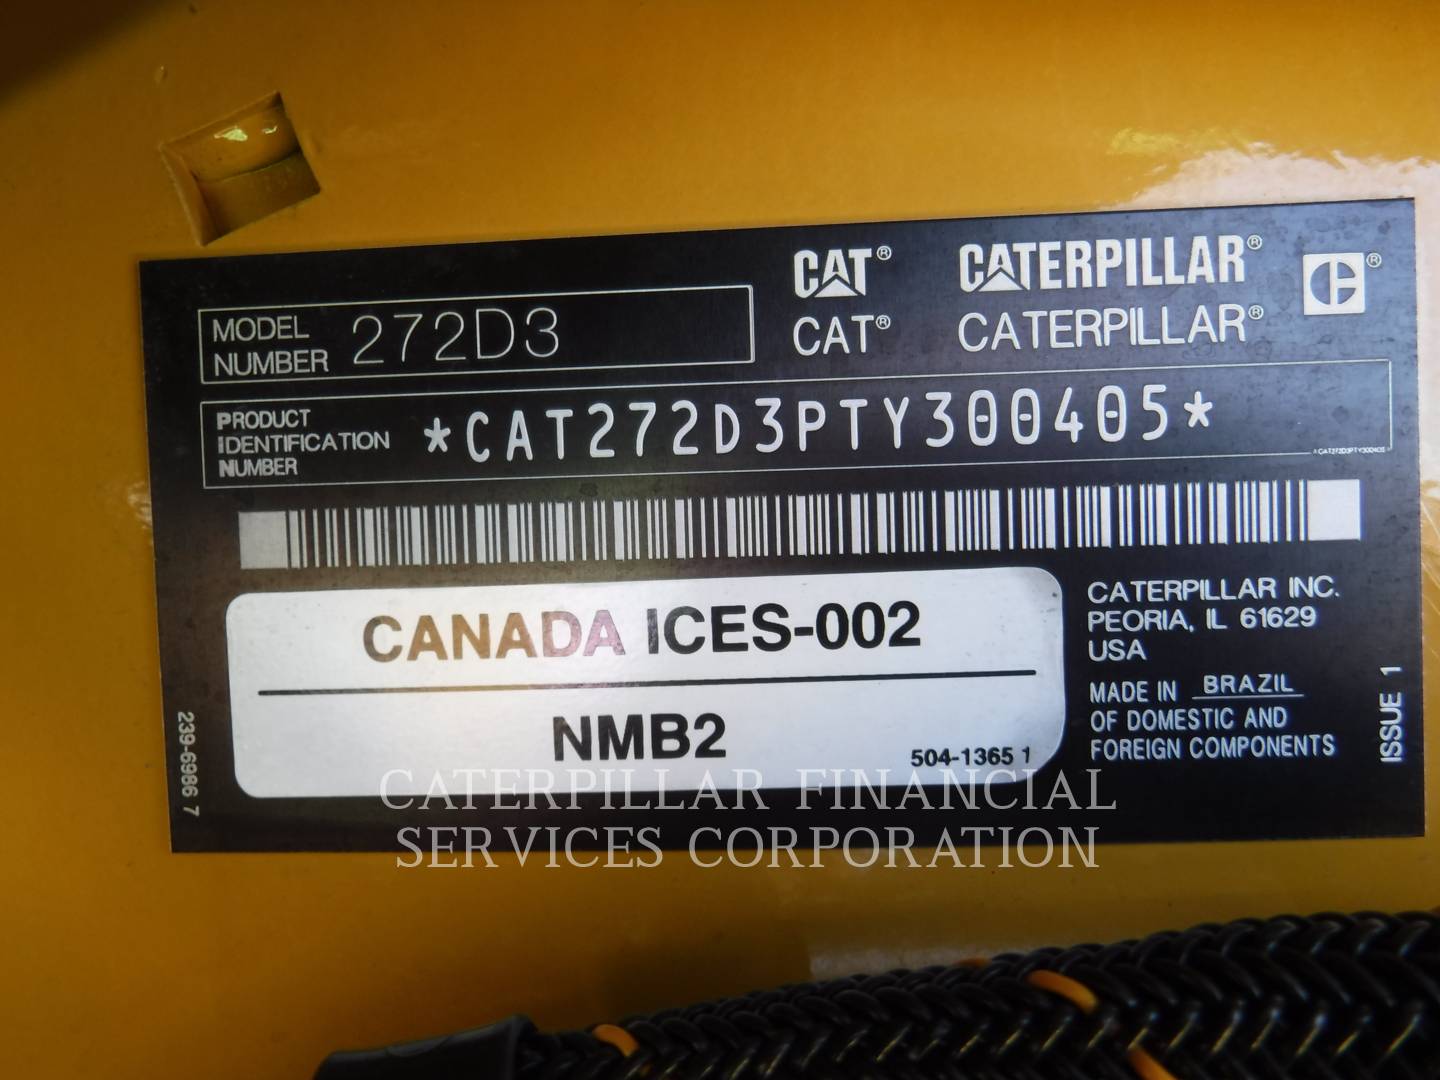 CAT® CATERPILLAR®
CAT® CATERPILLAR®
MODEL
NUMBER 272D3
PRODUCT
IDENTIFICATION
NUMBER
*CAT272D3PTY300405*
*CAT272D3PTY300405
CANADA ICES-002
NMB2
504-1365 1
CATERPILLAR INC.
PEORIA, IL 61629
USA
MADE IN BRAZIL
OF DOMESTIC AND
FOREIGN COMPONENTS
ISSUE 1
239-6986 7
CATERPILLAR FINANCIAL
SERVICES CORPORATION